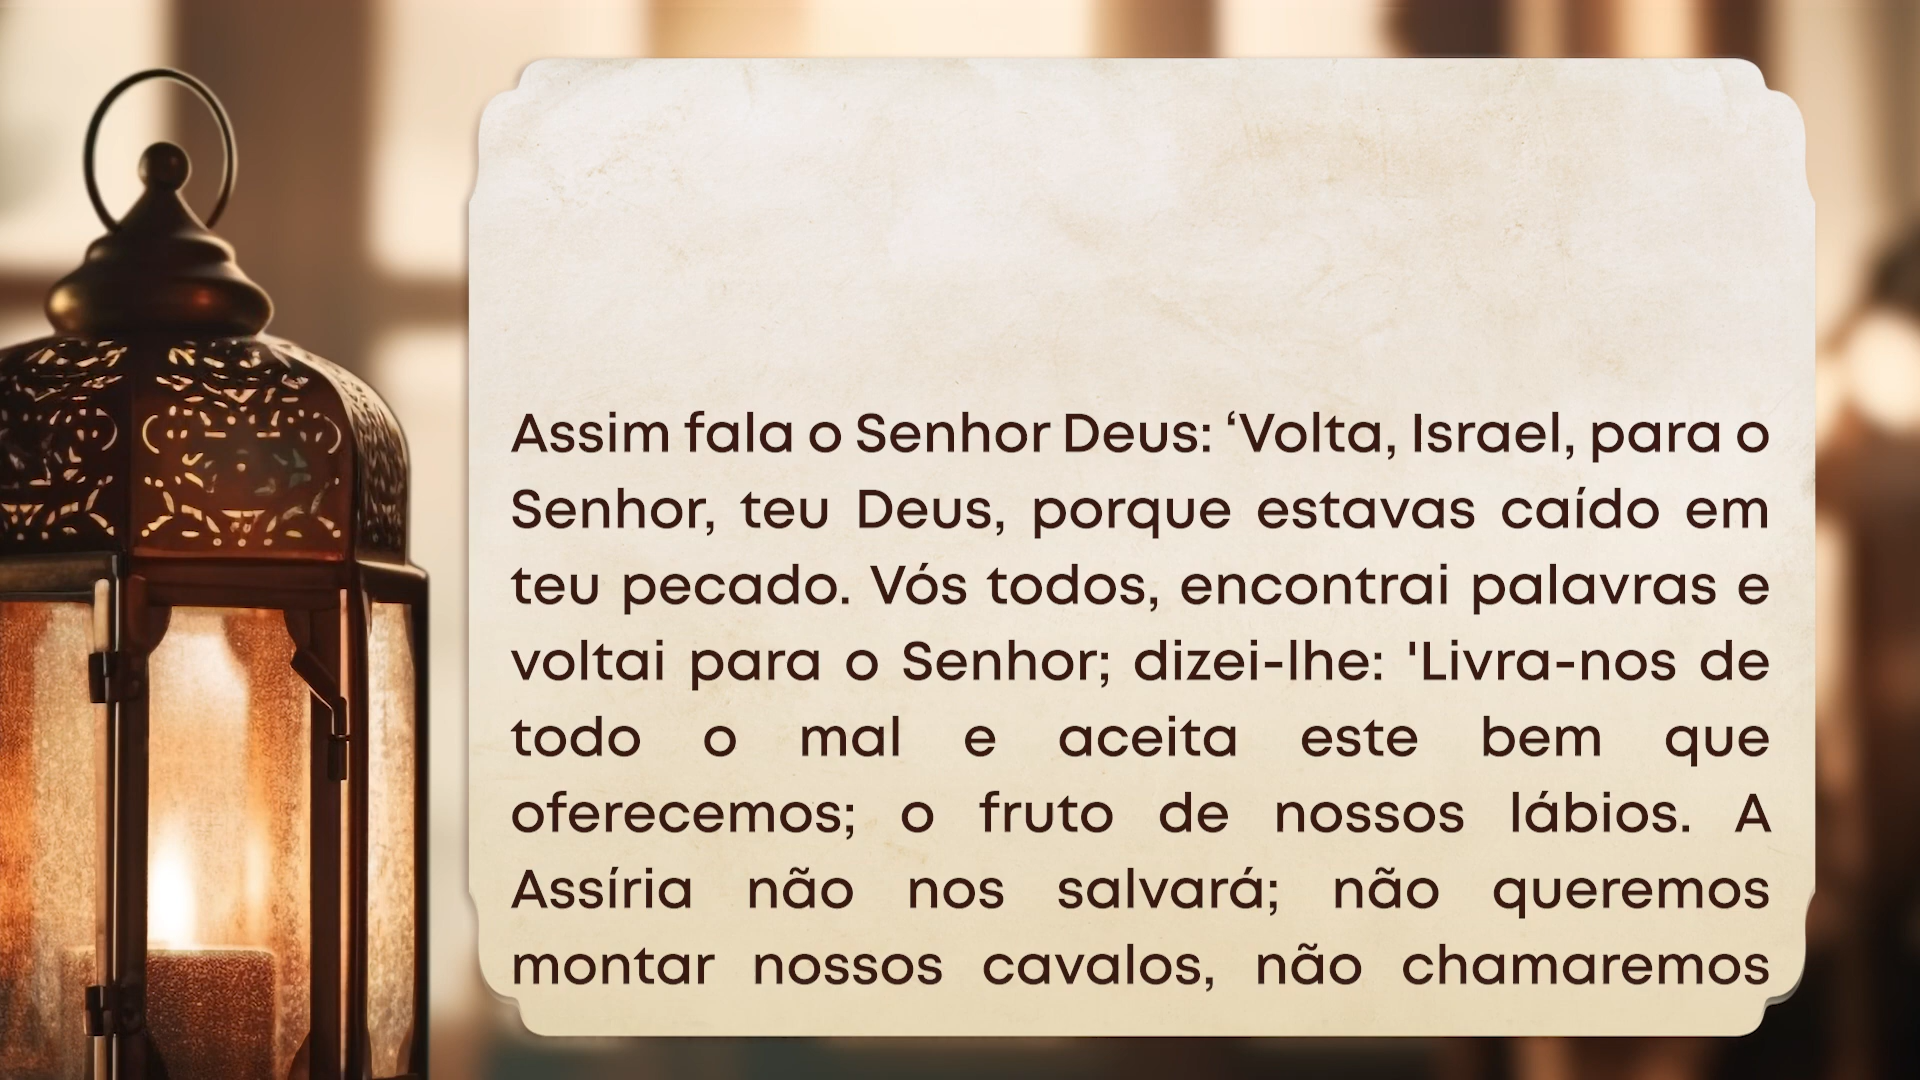 Assim fala o Senhor Deus: ‘Volta, Israel, para o
Senhor, teu Deus, porque estavas caído em
teu pecado. Vós todos, encontrai palavras e
voltai para o Senhor; dizei-lhe: 'Livra-nos de
todo o mal e aceita este bem que
oferecemos; o fruto de nossos lábios. A
Assíria não nos salvará; não queremos
montar nossos cavalos, não chamaremos